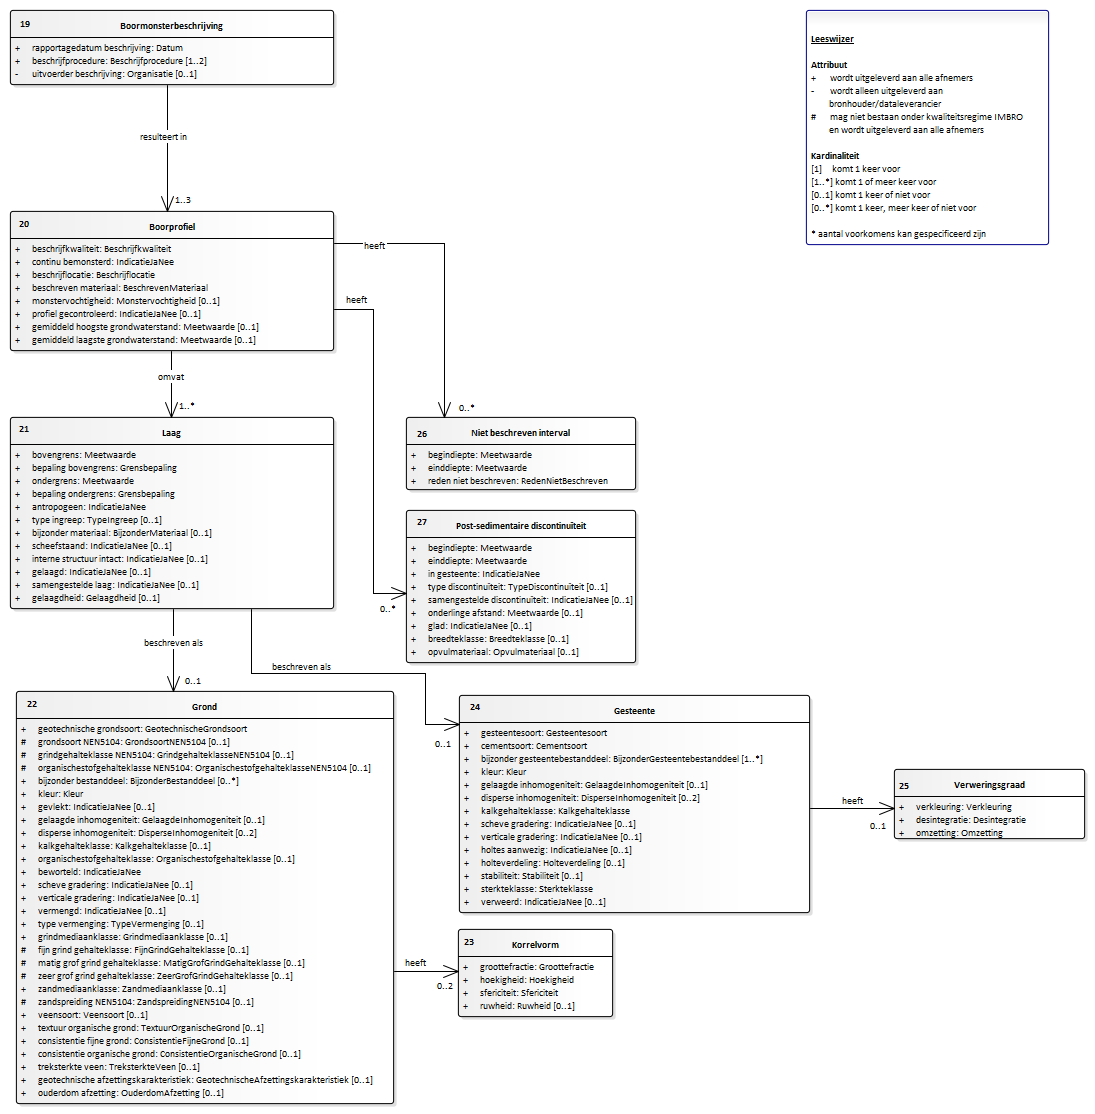 19
Boormonsterbeschrijving
+ rapportagedatum beschrijving: Datum
+ beschrijfprocedure: Beschrijfprocedure [1..2]
- uitvoerder beschrijving: Organisatie [0..1]
resulteert in
1..3
Leeswijzer
Attribuut
+ wordt uitgeleverd aan alle afnemers
- wordt alleen uitgeleverd aan
bronhouder/dataleverancier
# mag niet bestaan onder kwaliteitsregime IMBRO
en wordt uitgeleverd aan alle afnemers
Kardinaliteit
[1] komt 1 keer voor
[1..*] komt 1 of meer keer voor
[0..1] komt 1 keer of niet voor
[0..*] komt 1 keer, meer keer of niet voor
* aantal voorkomens kan gespecificeerd zijn
20
Boorprofiel
+ beschrijfkwaliteit: Beschrijfkwaliteit
+ continu bemonsterd: IndicatieJaNee
+ beschrijflocatie: Beschrijflocatie
+ beschreven materiaal: BeschrevenMateriaal
+ monstervochtigheid: Monstervochtigheid [0..1]
+ profiel gecontroleerd: IndicatieJaNee [0..1]
+ gemiddeld hoogste grondwaterstand: Meetwaarde [0..1]
+ gemiddeld laagste grondwaterstand: Meetwaarde [0..1]
heeft
heeft
omvat
1..*
0..*
21
Laag
+ bovengrens: Meetwaarde
+ bepaling bovengrens: Grensbepaling
+ ondergrens: Meetwaarde
+ bepaling ondergrens: Grensbepaling
+ antropogeen: IndicatieJaNee
+ type ingreep: TypeIngreep [0..1]
+ bijzonder materiaal: BijzonderMateriaal [0..1]
+ scheefstaand: IndicatieJaNee [0..1]
+ interne structuur intact: IndicatieJaNee [0..1]
+ gelaagd: IndicatieJaNee [0..1]
+ samengestelde laag: IndicatieJaNee [0..1]
+ gelaagdheid: Gelaagdheid [0..1]
26
Niet beschreven interval
+ begindiepte: Meetwaarde
+ einddiepte: Meetwaarde
+ reden niet beschreven: RedenNietBeschreven
27
Post-sedimentaire discontinuïteit
+ begindiepte: Meetwaarde
+ einddiepte: Meetwaarde
+ in gesteente: IndicatieJaNee
+ type discontinuïteit: TypeDiscontinuïteit [0..1]
+ samengestelde discontinuïteit: IndicatieJaNee [0..1]
+ onderlinge afstand: Meetwaarde [0..1]
+ glad: IndicatieJaNee [0..1]
+ breedteklasse: Breedteklasse [0..1]
+ opvulmateriaal: Opvulmateriaal [0..1]
0..*
beschreven als
0..1
beschreven als
0..1
22
Grond
+ geotechnische grondsoort: GeotechnischeGrondsoort
# grondsoort NEN5104: GrondsoortNEN5104 [0..1]
# grindgehalteklasse NEN5104: GrindgehalteklasseNEN5104 [0..1]
# organischestofgehalteklasse NEN5104: OrganischestofgehalteklasseNEN5104 [0..1]
+ bijzonder bestanddeel: BijzonderBestanddeel [0..*]
+ kleur: Kleur
+ gevlekt: IndicatieJaNee [0..1]
+ gelaagde inhomogeniteit: GelaagdeInhomogeniteit [0..1]
+ disperse inhomogeniteit: DisperseInhomogeniteit [0..2]
+ kalkgehalteklasse: Kalkgehalteklasse [0..1]
+ organischestofgehalteklasse: Organischestofgehalteklasse [0..1]
+ beworteld: IndicatieJaNee
+ scheve gradering: IndicatieJaNee [0..1]
+ verticale gradering: IndicatieJaNee [0..1]
+ vermengd: IndicatieJaNee [0..1]
+ type vermenging: TypeVermenging [0..1]
+ grindmediaanklasse: Grindmediaanklasse [0..1]
# fijn grind gehalteklasse: FijnGrindGehalteklasse [0..1]
# matig grof grind gehalteklasse: MatigGrofGrindGehalteklasse [0..1]
# zeer grof grind gehalteklasse: ZeerGrofGrindGehalteklasse [0..1]
+ zandmediaanklasse: Zandmediaanklasse [0..1]
# zandspreiding NEN5104: ZandspreidingNEN5104 [0..1]
+ veensoort: Veensoort [0..1]
+ textuur organische grond: TextuurOrganischeGrond [0..1]
+ consistentie fijne grond: ConsistentieFijneGrond [0..1]
+ consistentie organische grond: ConsistentieOrganischeGrond [0..1]
+ treksterkte veen: TreksterkteVeen [0..1]
+ geotechnische afzettingskarakteristiek: GeotechnischeAfzettingskarakteristiek [0..1]
+ ouderdom afzetting: OuderdomAfzetting [0..1]
24
Gesteente
+ gesteentesoort: Gesteentesoort
+ cementsoort: Cementsoort
+ bijzonder gesteentebestanddeel: BijzonderGesteentebestanddeel [1..*]
+ kleur: Kleur
+ gelaagde inhomogeniteit: GelaagdeInhomogeniteit [0..1]
+ disperse inhomogeniteit: DisperseInhomogeniteit [0..2]
+ kalkgehalteklasse: Kalkgehalteklasse
+ scheve gradering: IndicatieJaNee [0..1]
+ verticale gradering: IndicatieJaNee [0..1]
+ holtes aanwezig: IndicatieJaNee [0..1]
+ holteverdeling: Holteverdeling [0..1]
+ stabiliteit: Stabiliteit [0..1]
+ sterkteklasse: Sterkteklasse
+ verweerd: IndicatieJaNee [0..1]
heeft
0..1
25
Verweringsgraad
+ verkleuring: Verkleuring
+ desintegratie: Desintegratie
+ omzetting: Omzetting
heeft
0..2
23
Korrelvorm
+ groottefractie: Groottefractie
+ hoekigheid: Hoekigheid
+ sfericiteit: Sfericiteit
+ ruwheid: Ruwheid [0..1]